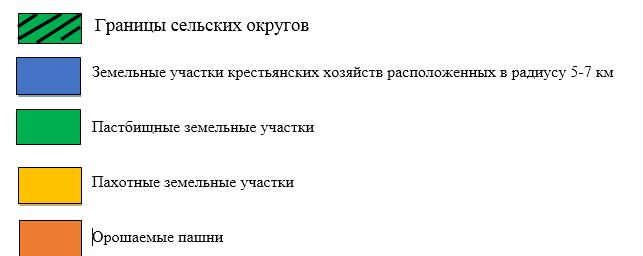 Границы сельских округов
Земельные участки крестьянских хозяйств расположенных в радиусу 5-7 км
Пастбищные земельные участки
Пахотные земельные участки
Орошаемые пашни